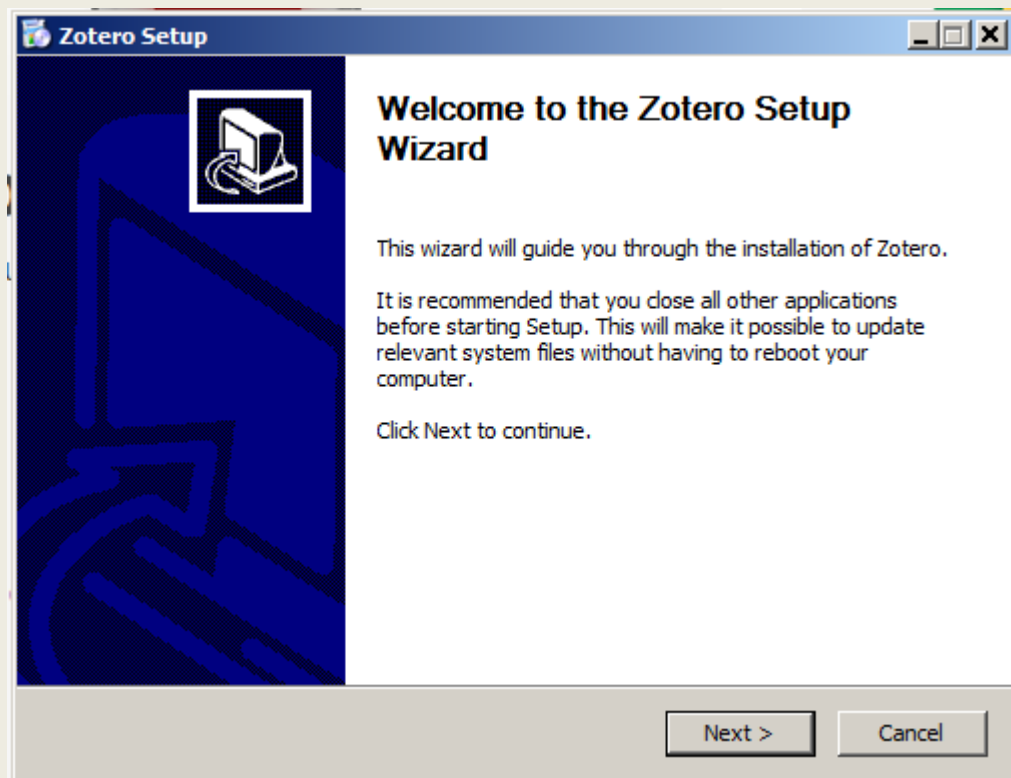 Zotero Setup
Welcome to the Zotero Setup
Wizard
This wizard will guide you through the installation of Zotero.
It is recommended that you close all other applications
before starting Setup. This will make it possible to update
relevant system files without having to reboot your
computer.
Click Next to continue.
Next >
Cancel